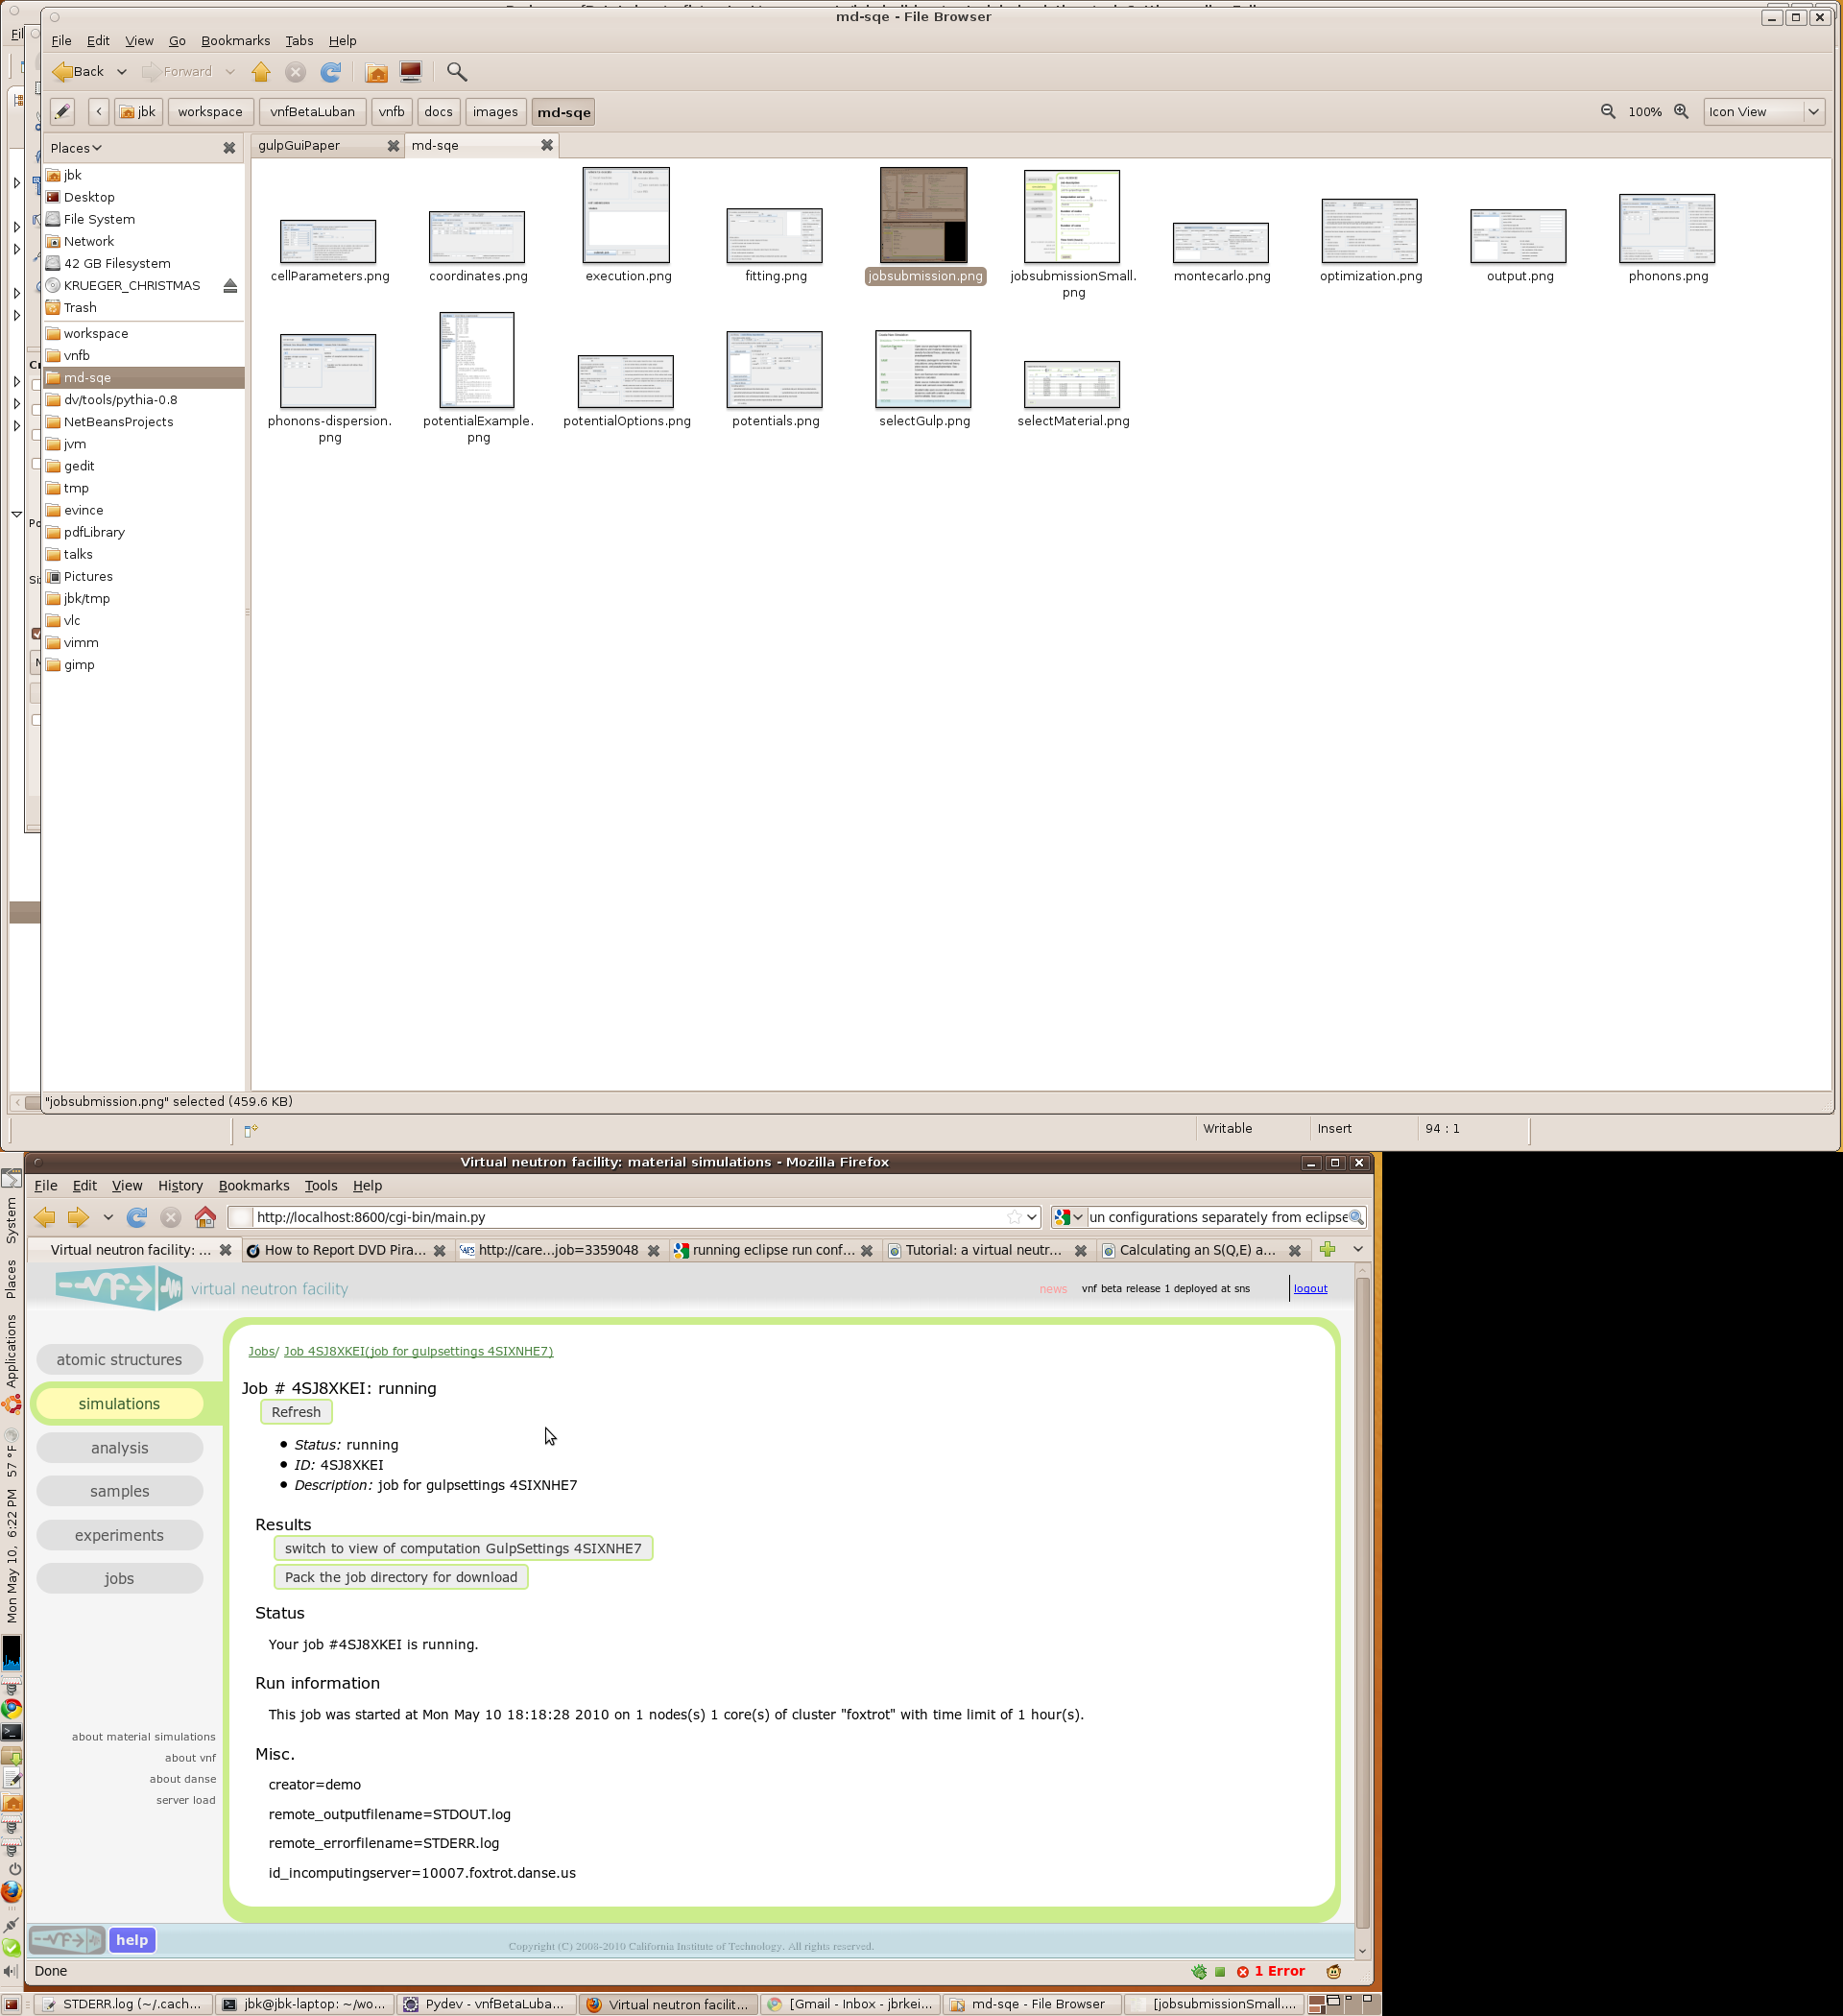 md-sqe - File Browser
File Edit View Go Bookmarks Tabs Help
Back Forward
jbk workspace vnfBetaLuban vnfb docs images md-sqe 100% Icon View
Places gulpGuiPaper md-sqe
jbk
Desktop
File System
Network
42 GB Filesystem
KRUEGER_CHRISTMAS
Trash
workspace
vnfb
md-sqe
dv/tools/pythia-0.8
NetBeansProjects
jvm
gedit
tmp
evince
pdfLibrary
talks
Pictures
jbk/tmp
vlc
vimm
gimp
cellParameters.png coordinates.png execution.png fitting.png jobsubmission.png jobsubmissionSmall.png montecarlo.png optimization.png output.png phonons.png
phonons-dispersion.png potentialExample.png potentialOptions.png potentials.png selectGulp.png selectMaterial.png
"jobsubmission.png" selected (459.6 KB)
Writable Insert 94 : 1
Virtual neutron facility: material simulations - Mozilla Firefox
File Edit View History Bookmarks Tools Help
http://localhost:8600/cgi-bin/main.py un configurations separately from eclipse
Virtual neutron facility: ... How to Report DVD Pira... http://care...job=3359048 running eclipse run conf... Tutorial: a virtual neutr... Calculating an S(Q,E) a...
virtual neutron facility news vnf beta release 1 deployed at sns logout
atomic structures
simulations
analysis
samples
experiments
jobs
about material simulations
about vnf
about danse
server load
Jobs/ Job 4SJ8XKEI(job for gulpsettings 4SIXNHE7)
Job # 4SJ8XKEI: running
Refresh
Status: running
ID: 4SJ8XKEI
Description: job for gulpsettings 4SIXNHE7
Results
switch to view of computation GulpSettings 4SIXNHE7
Pack the job directory for download
Status
Your job #4SJ8XKEI is running.
Run information
This job was started at Mon May 10 18:18:28 2010 on 1 nodes(s) 1 core(s) of cluster "foxtrot" with time limit of 1 hour(s).
Misc.
creator=demo
remote_outputfilename=STDOUT.log
remote_errorfilename=STDERR.log
id_incomputingserver=10007.foxtrot.danse.us
help
Copyright (C) 2008-2010 California Institute of Technology. All rights reserved.
Done 1 Error
System Places Applications
57 °F Mon May 10, 6:22 PM
STDERR.log (~/.cach... jbk@jbk-laptop: ~/wo... Pydev - vnfBetaLuba... Virtual neutron facilit... [Gmail - Inbox - jbrkei... md-sqe - File Browser [jobsubmissionSmall....